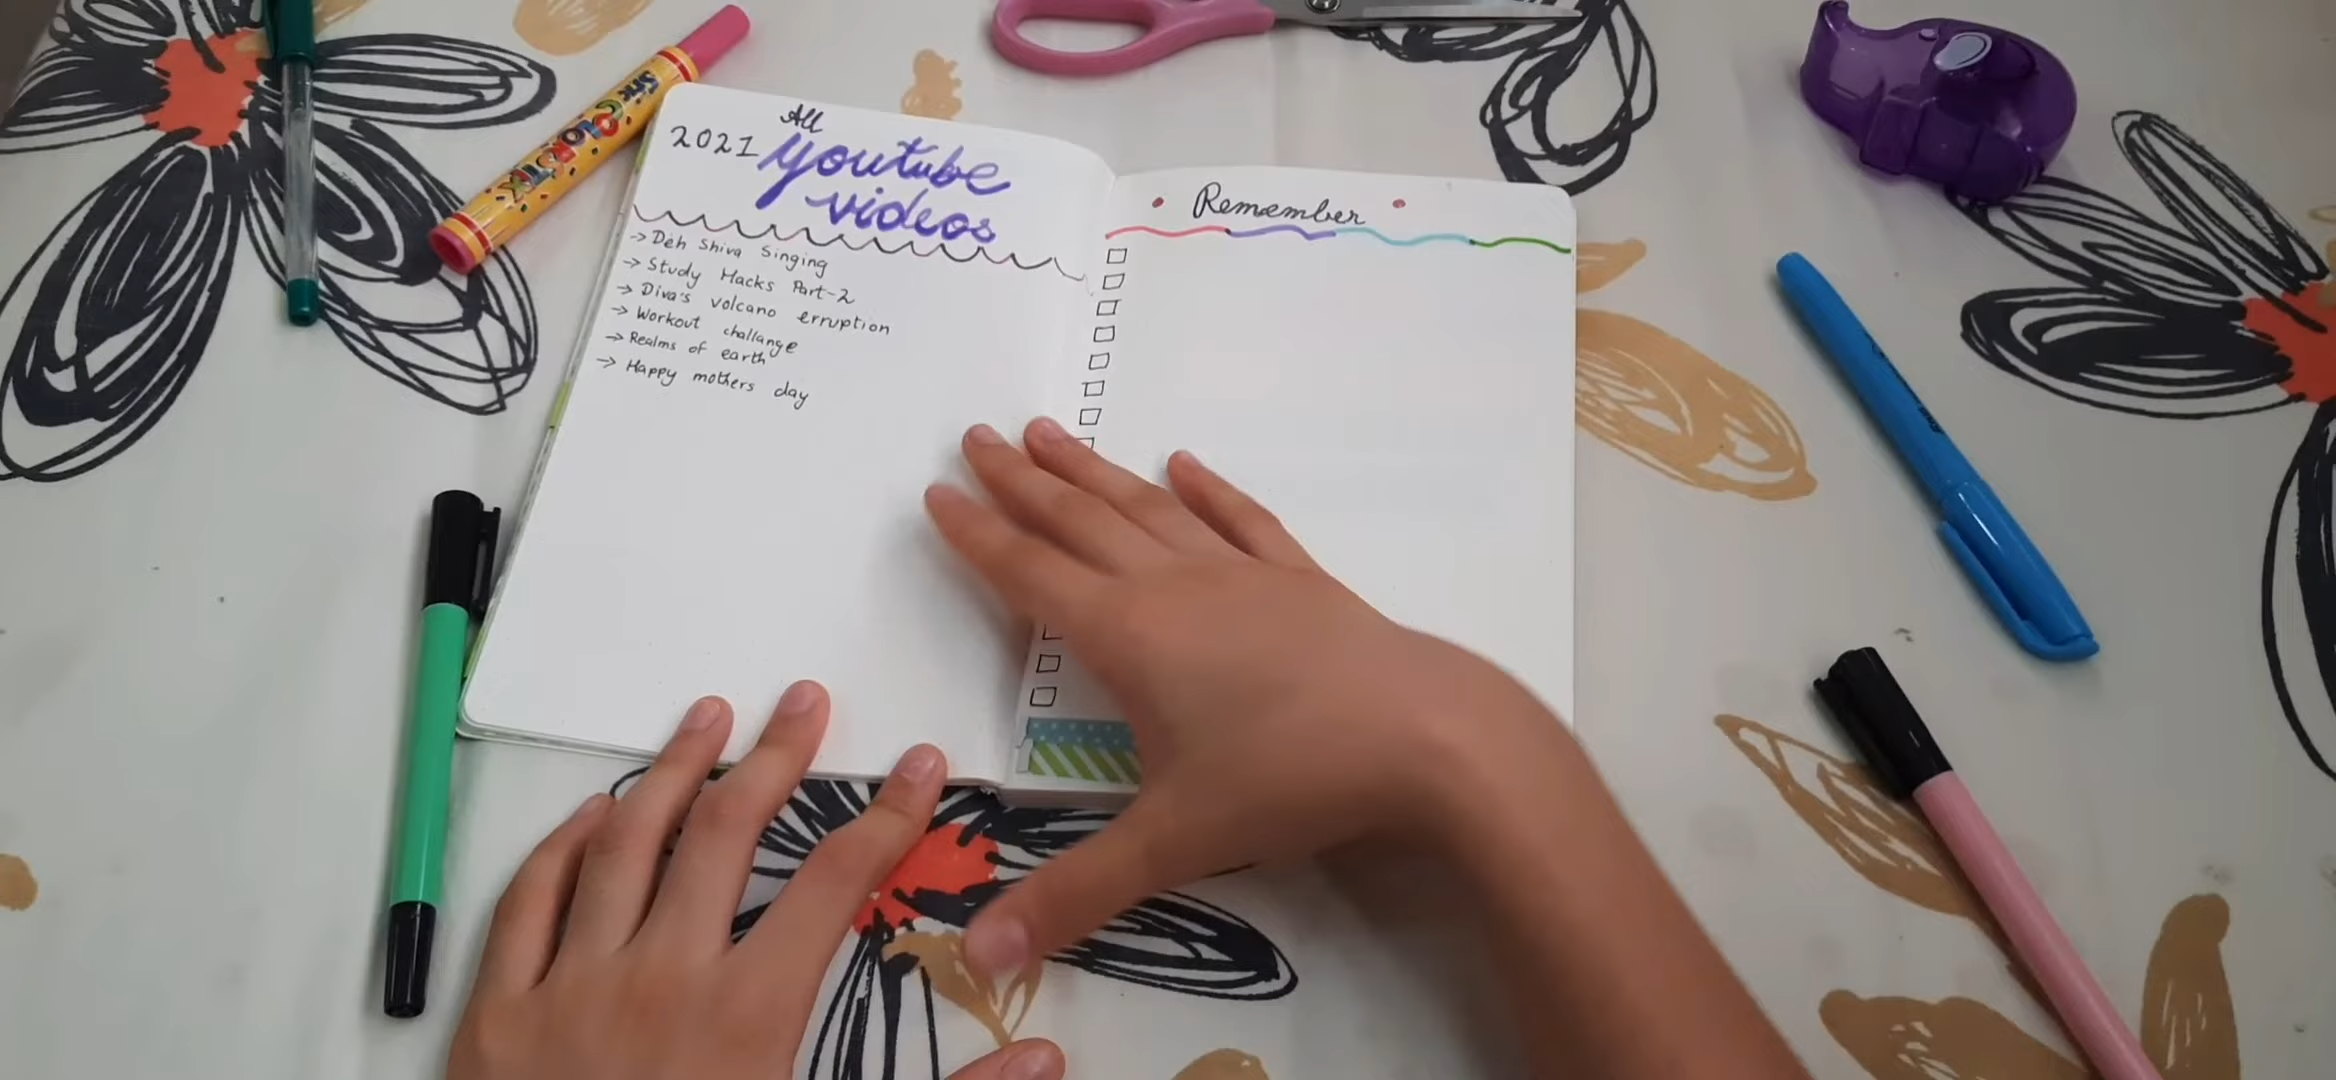 2021 All
Youtube
videos
→ Deh Shiva Singing
→ Study Hacks Part-2
→ Diva's volcano erruption
→ Workout challange
→ Realms of earth
→ Happy mothers day
• Remember •
COLORSTIX